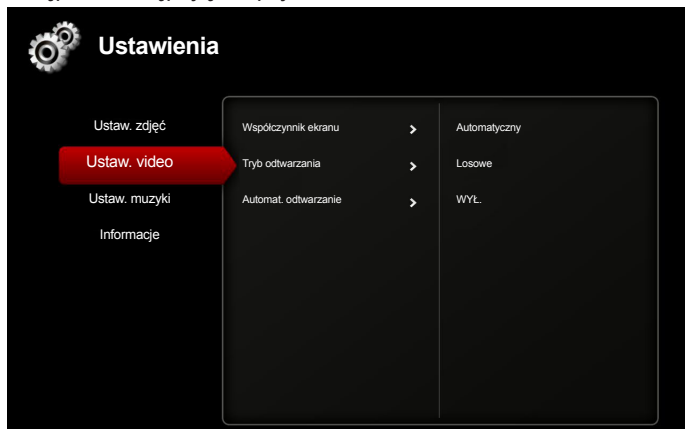 Ustawienia
Ustaw. zdjęć
Ustaw. video
Ustaw. muzyki
Informacje
Współczynnik ekranu
Automatyczny
Tryb odtwarzania
Losowe
Automat. odtwarzanie
WYŁ.